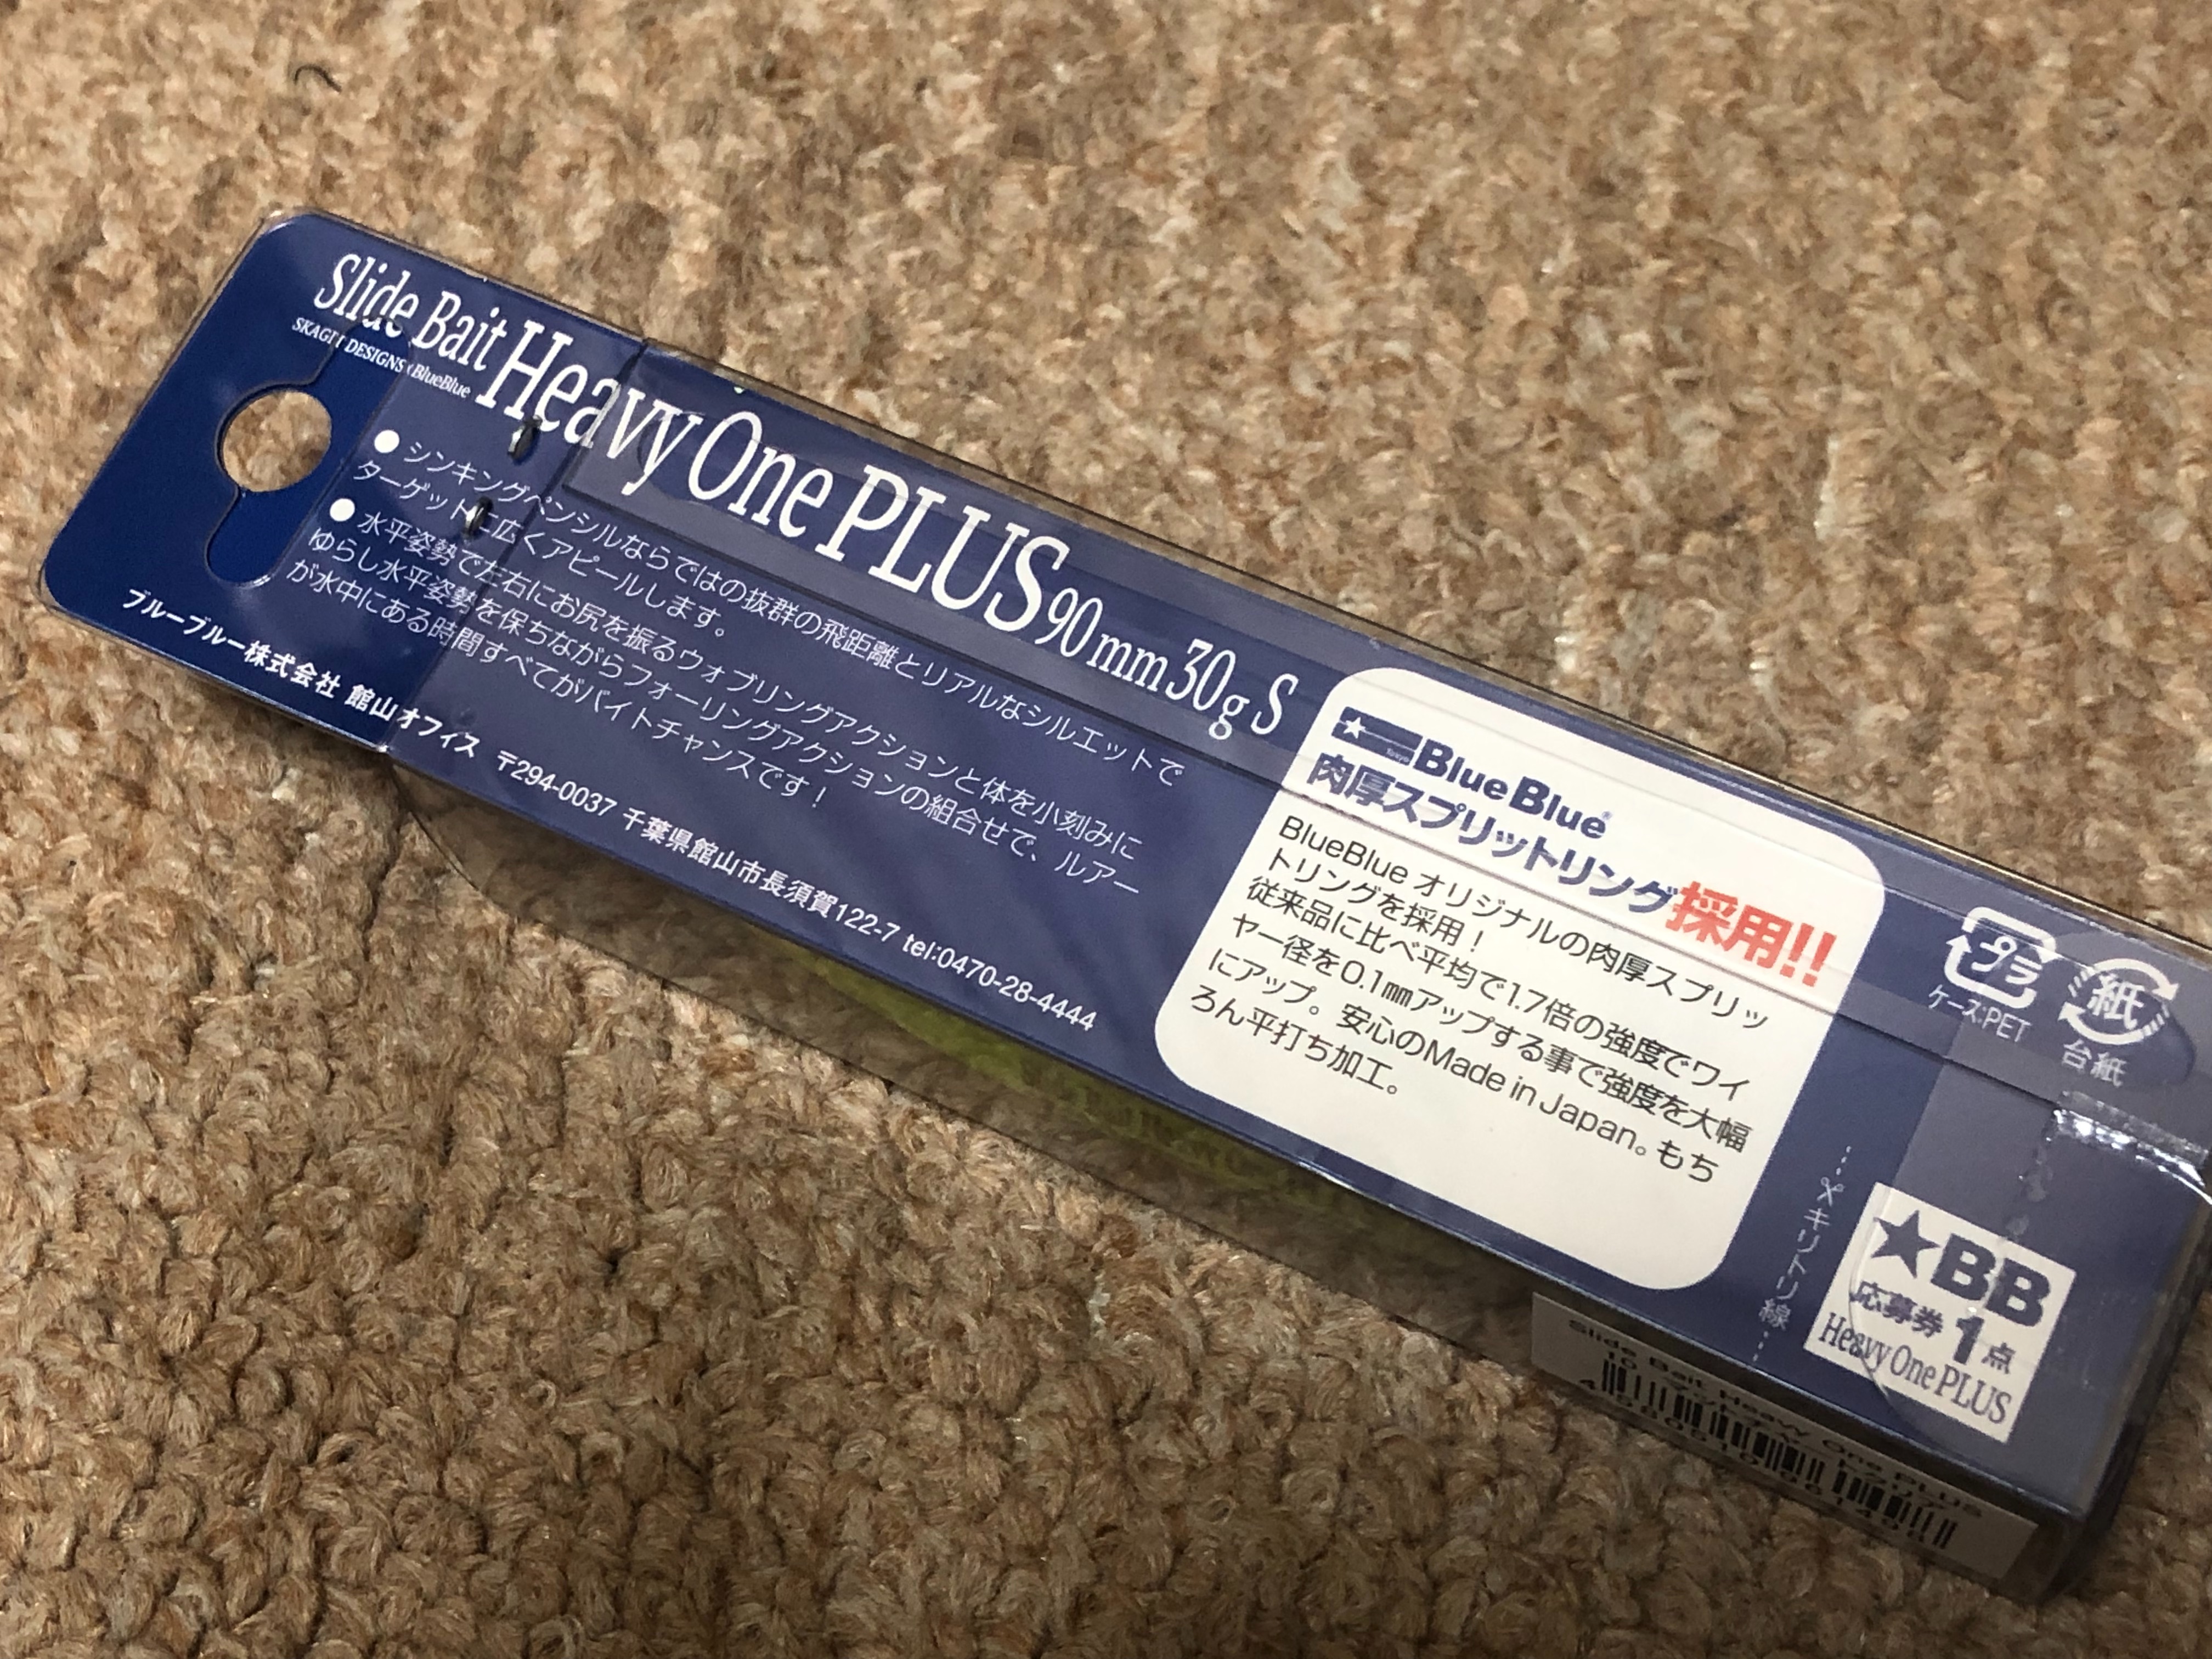 Slide Bait Heavy One PLUS 90mm 30g S
SKAGIT DESIGNS × BlueBlue
● シンキングペンシルならではの抜群の飛距離とリアルなシルエットで
ターゲットに広くアピールします。
● 水平姿勢で左右にお尻を振るウォブリングアクションと体を小刻みに
ゆらし水平姿勢を保ちながらフォーリングアクションの組合せで、ルアー
が水中にある時間すべてがバイトチャンスです！
ブルーブルー株式会社 館山オフィス 〒294-0037 千葉県館山市長須賀122-7 tel:0470-28-4444
BlueBlue®
肉厚スプリットリング採用!!
BlueBlue オリジナルの肉厚スプリッ
トリングを採用！
従来品に比べ平均で1.7倍の強度でワイ
ヤー径を0.1㎜アップする事で強度を大幅
にアップ。安心のMade in Japan。もち
ろん平打ち加工。
プラ
ケース:PET
紙
台紙
キリトリ線
★BB
応募券 1点
Heavy One PLUS
Slide Bait Heavy One PLUS